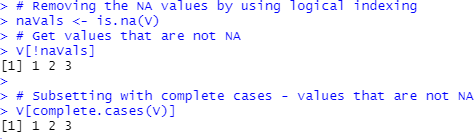 > # Removing the NA values by using logical indexing
> naVals <- is.na(V)
> # Get values that are not NA
> V[!naVals]
[1] 1 2 3
>
> # Subsetting with complete cases - values that are not NA
> V[complete.cases(V)]
[1] 1 2 3